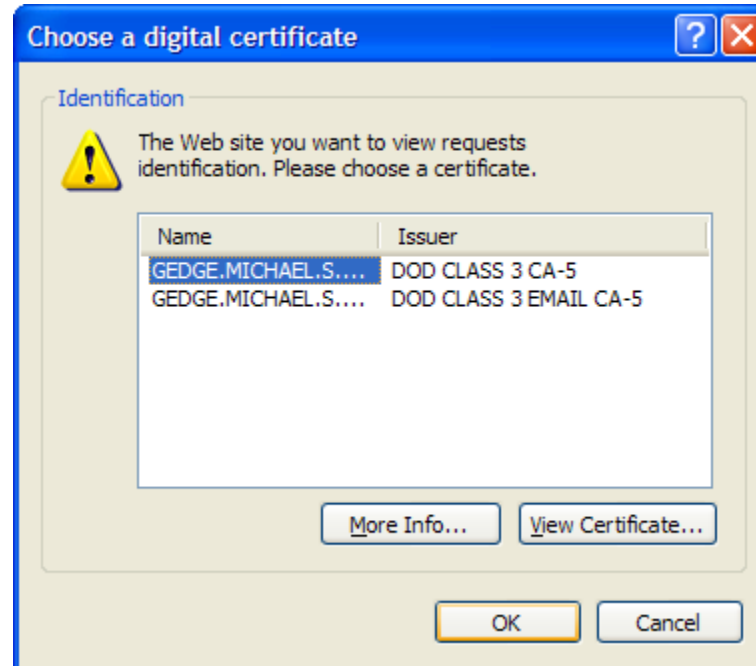 Choose a digital certificate
Identification
The Web site you want to view requests
identification. Please choose a certificate.
Name Issuer
GEDGE.MICHAEL.S.... DOD CLASS 3 CA-5
GEDGE.MICHAEL.S.... DOD CLASS 3 EMAIL CA-5
More Info... View Certificate...
OK Cancel